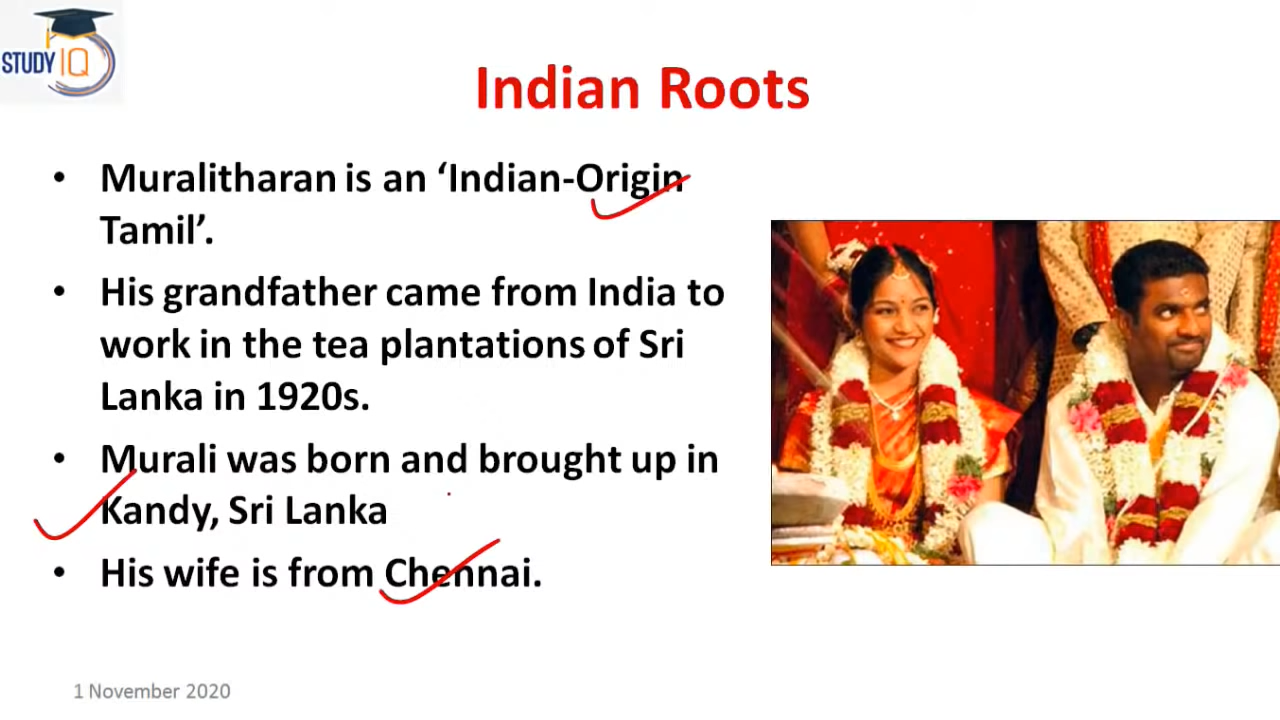 STUDY IQ
Indian Roots
• Muralitharan is an ‘Indian-Origin
Tamil’.
• His grandfather came from India to
work in the tea plantations of Sri
Lanka in 1920s.
• Murali was born and brought up in
Kandy, Sri Lanka
• His wife is from Chennai.
1 November 2020